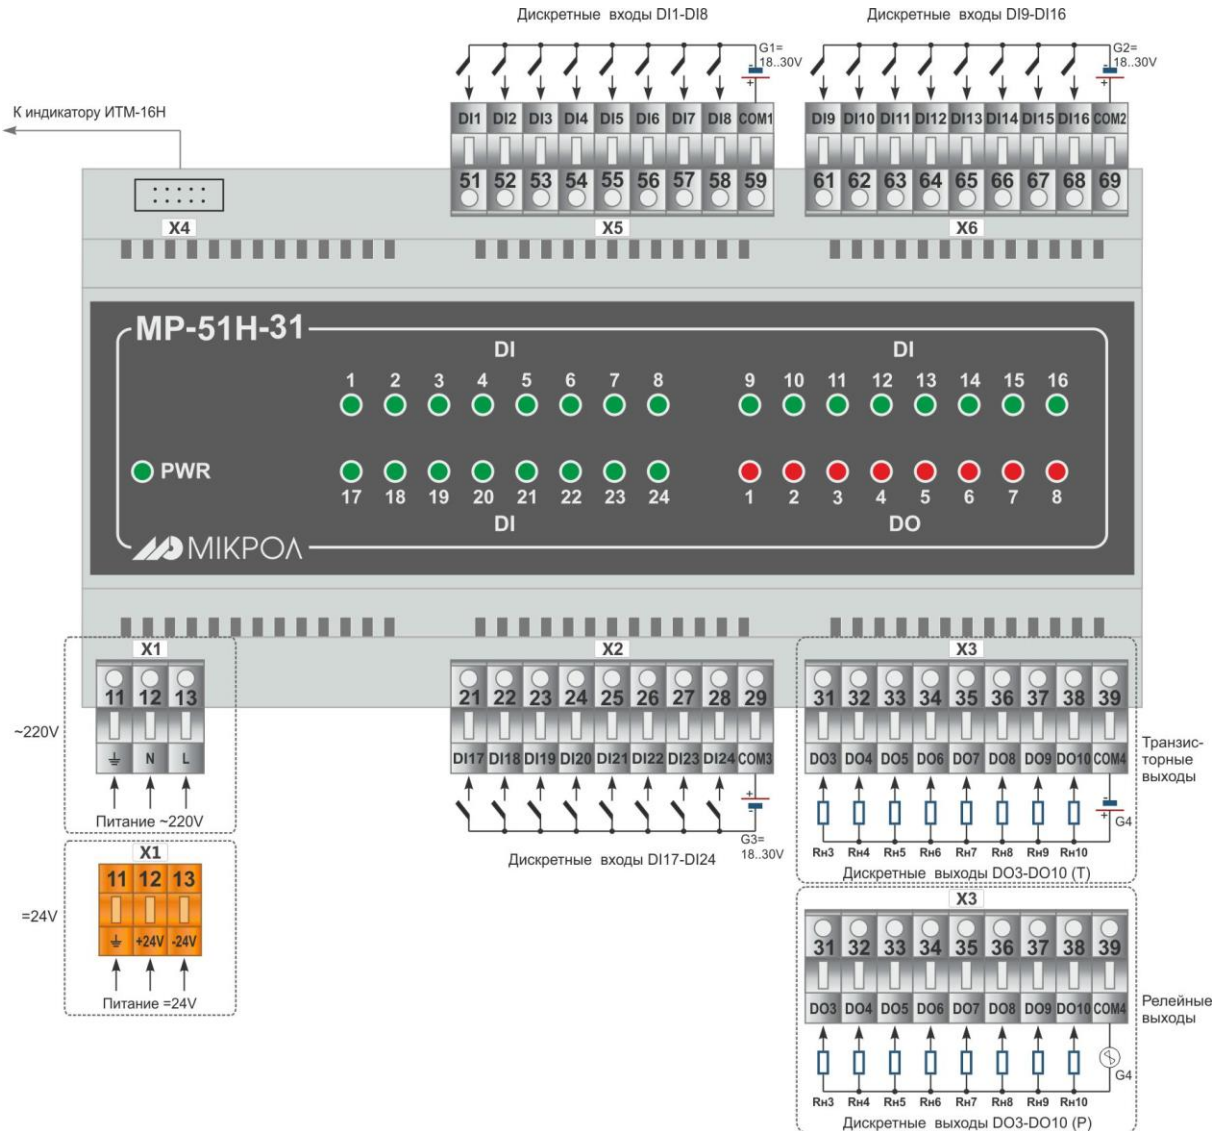 Дискретные входы DI1-DI8
Дискретные входы DI9-DI16
G1=
18..30V
G2=
18..30V
К индикатору ИТМ-16Н
DI1 DI2 DI3 DI4 DI5 DI6 DI7 DI8 COM1
DI9 DI10 DI11 DI12 DI13 DI14 DI15 DI16 COM2
51 52 53 54 55 56 57 58 59
61 62 63 64 65 66 67 68 69
X4
X5
X6
MP-51H-31
DI
DI
1 2 3 4 5 6 7 8
9 10 11 12 13 14 15 16
PWR
17 18 19 20 21 22 23 24
1 2 3 4 5 6 7 8
DI
DO
МІКРОЛ
X1
X2
X3
11 12 13
21 22 23 24 25 26 27 28 29
31 32 33 34 35 36 37 38 39
~220V
N L
DI17 DI18 DI19 DI20 DI21 DI22 DI23 DI24 COM3
DO3 DO4 DO5 DO6 DO7 DO8 DO9 DO10 COM4
Транзис-
торные
выходы
Питание ~220V
G3=
18..30V
G4
Rн3 Rн4 Rн5 Rн6 Rн7 Rн8 Rн9 Rн10
Дискретные входы DI17-DI24
Дискретные выходы DO3-DO10 (Т)
X1
11 12 13
=24V
+24V -24V
Питание =24V
X3
31 32 33 34 35 36 37 38 39
DO3 DO4 DO5 DO6 DO7 DO8 DO9 DO10 COM4
Релейные
выходы
G4
Rн3 Rн4 Rн5 Rн6 Rн7 Rн8 Rн9 Rн10
Дискретные выходы DO3-DO10 (Р)